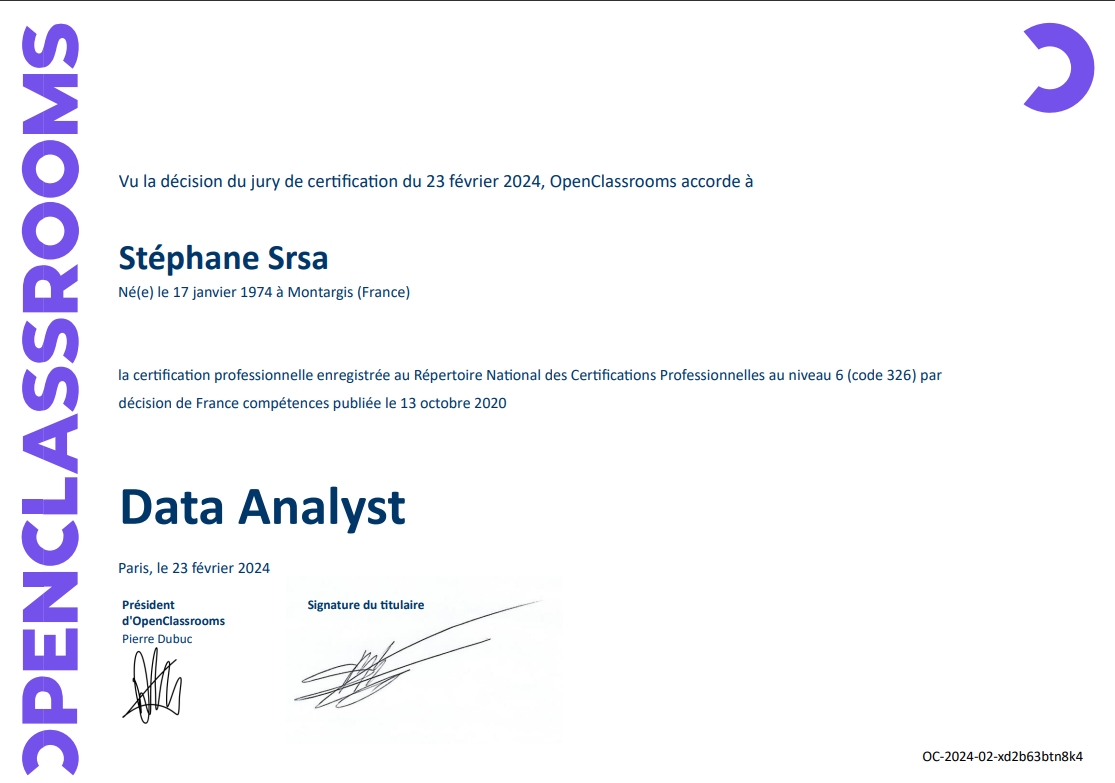 OPENCLASSROOMS
Vu la décision du jury de certification du 23 février 2024, OpenClassrooms accorde à
Stéphane Srsa
Né(e) le 17 janvier 1974 à Montargis (France)
la certification professionnelle enregistrée au Répertoire National des Certifications Professionnelles au niveau 6 (code 326) par
décision de France compétences publiée le 13 octobre 2020
Data Analyst
Paris, le 23 février 2024
Président
d'OpenClassrooms
Pierre Dubuc
Signature du titulaire
OC-2024-02-xd2b63btn8k4